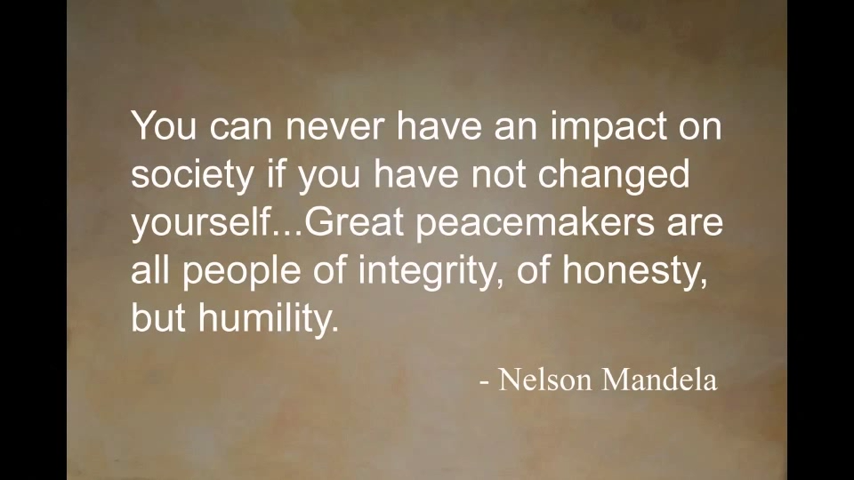 You can never have an impact on
society if you have not changed
yourself...Great peacemakers are
all people of integrity, of honesty,
but humility.
- Nelson Mandela